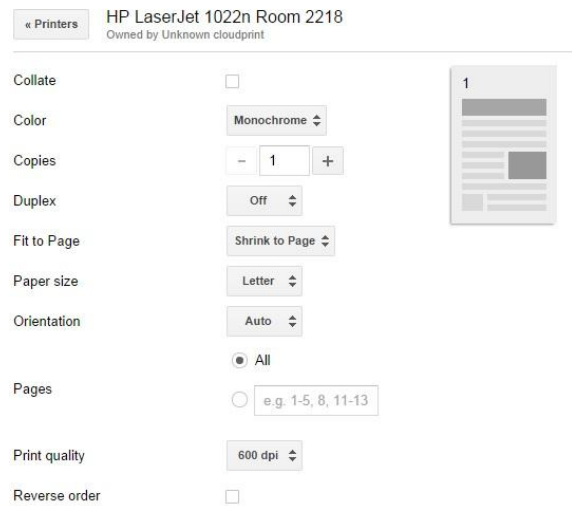 « Printers
HP LaserJet 1022n Room 2218
Owned by Unknown cloudprint
Collate
1
Color
Monochrome
Copies
- 1 +
Duplex
Off
Fit to Page
Shrink to Page
Paper size
Letter
Orientation
Auto
All
Pages
e.g. 1-5, 8, 11-13
Print quality
600 dpi
Reverse order